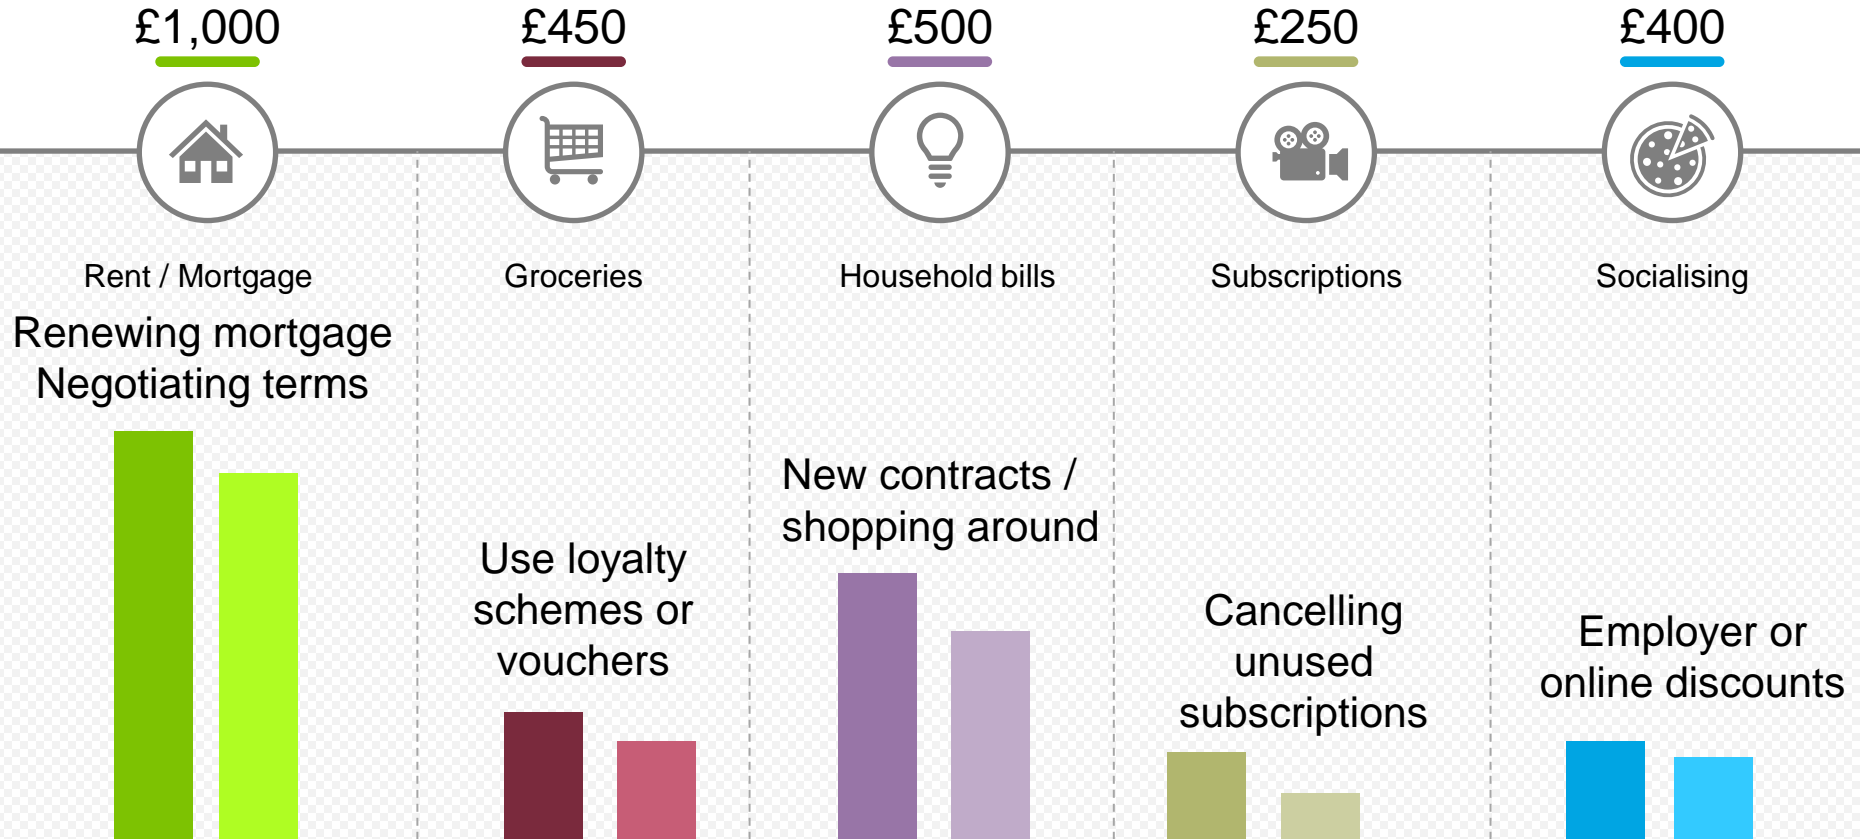 £1,000
£450
£500
£250
£400
Rent / Mortgage
Groceries
Household bills
Subscriptions
Socialising
Renewing mortgage
Negotiating terms
Use loyalty
schemes or
vouchers
New contracts /
shopping around
Cancelling
unused
subscriptions
Employer or
online discounts